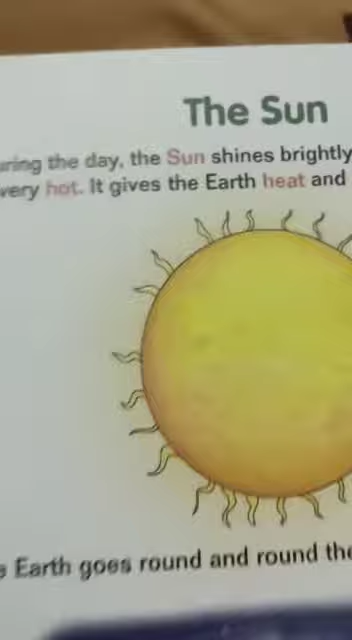 The Sun
uring the day, the Sun shines brightly
very hot. It gives the Earth heat and
e Earth goes round and round the